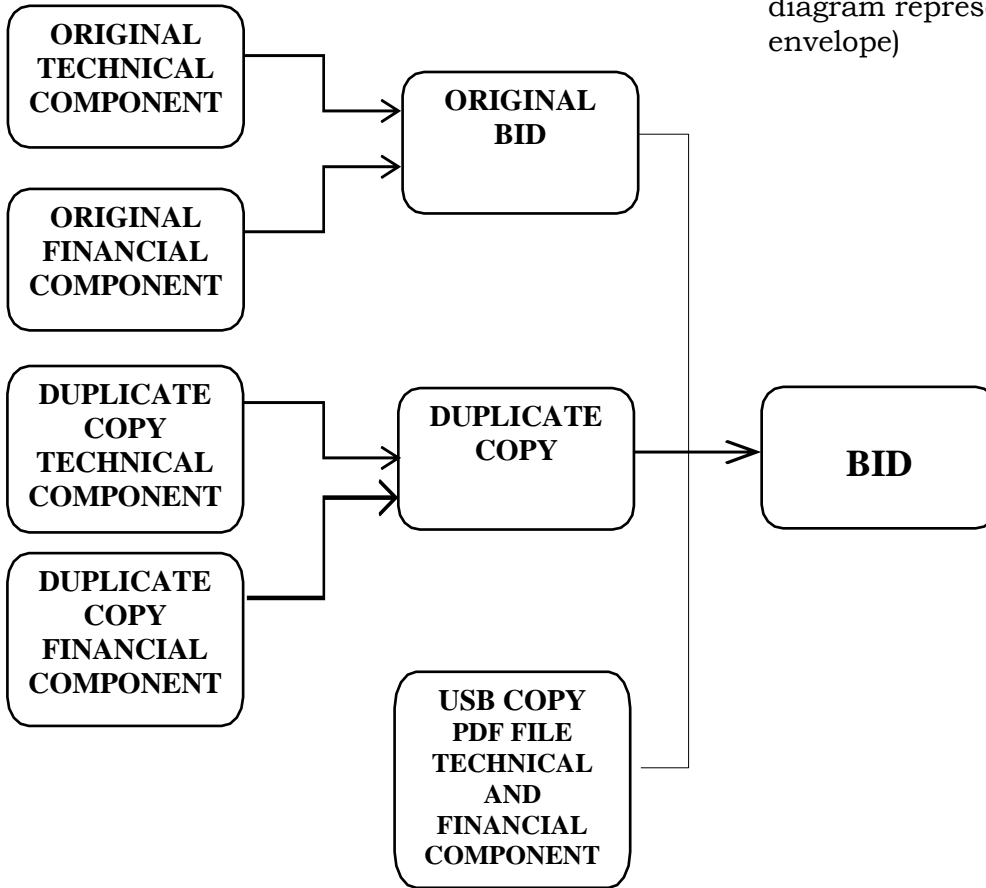 diagram
envelope)
ORIGINAL
TECHNICAL
COMPONENT
ORIGINAL
BID
ORIGINAL
FINANCIAL
COMPONENT
DUPLICATE
COPY
TECHNICAL
COMPONENT
DUPLICATE
COPY
BID
DUPLICATE
COPY
FINANCIAL
COMPONENT
USB COPY
PDF FILE
TECHNICAL
AND
FINANCIAL
COMPONENT